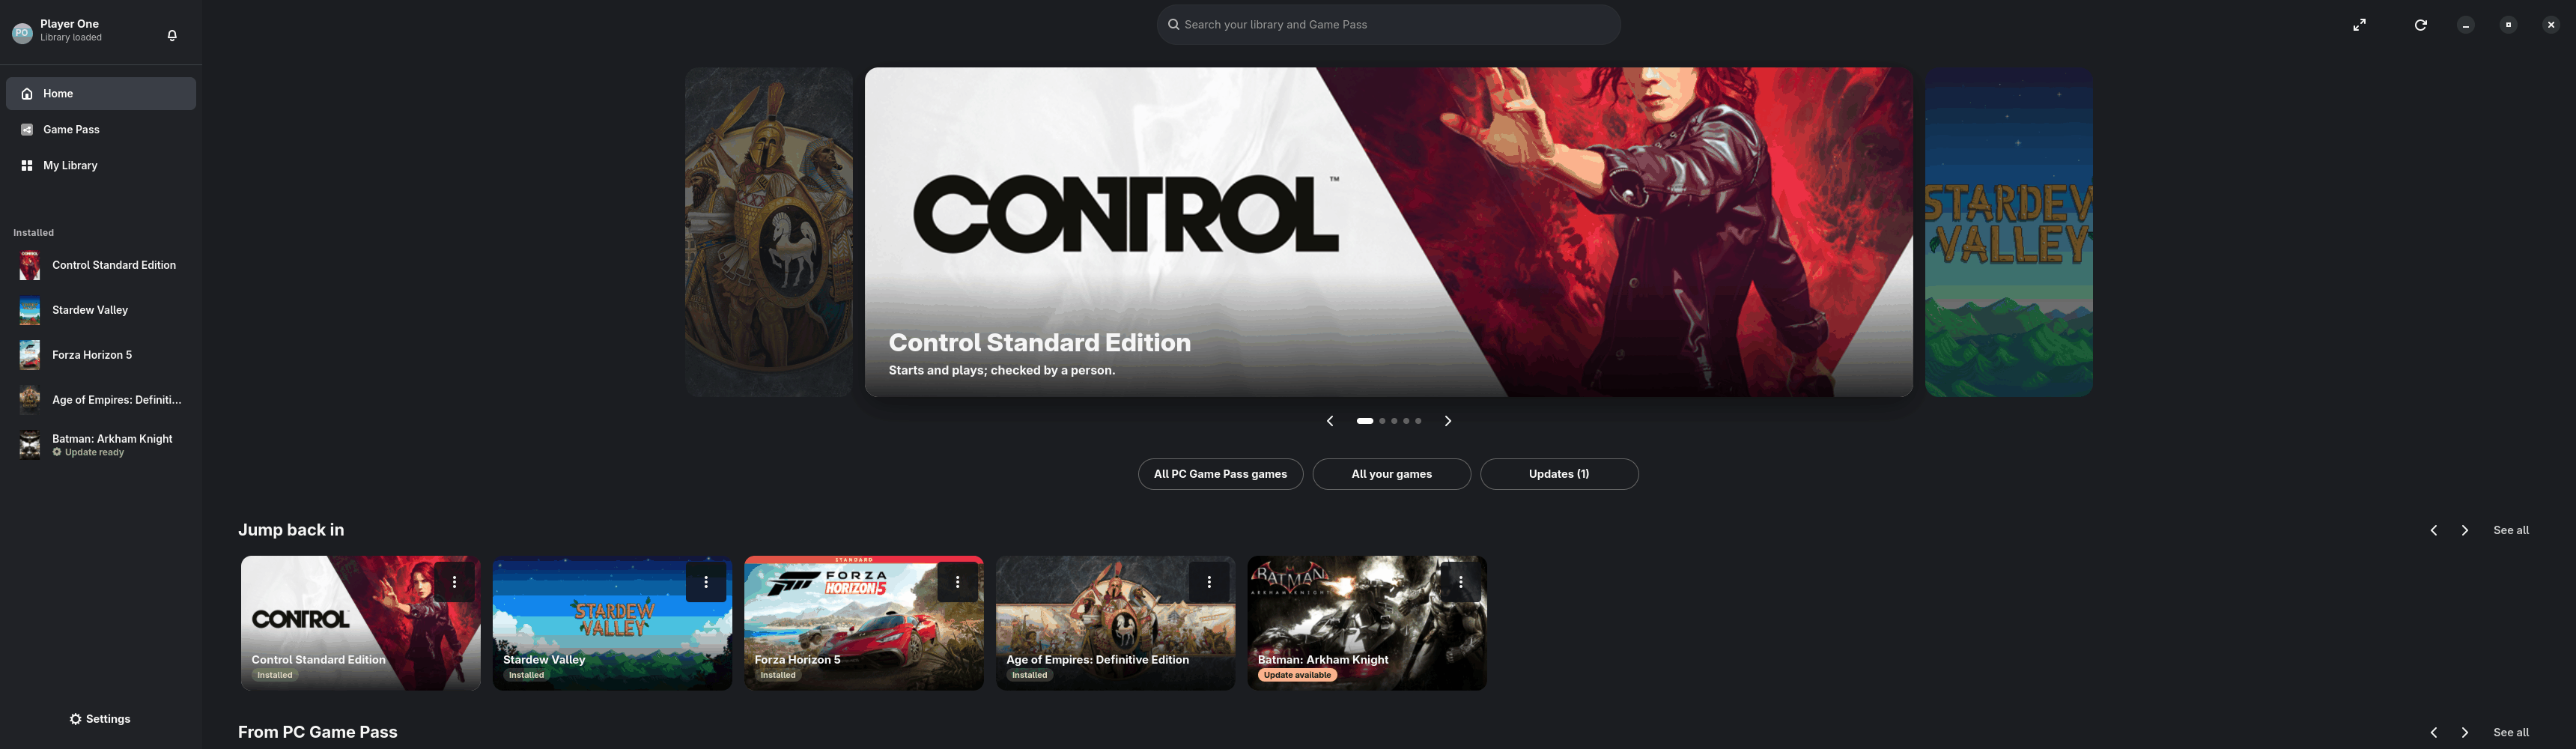 PO
Player One
Library loaded
Search your library and Game Pass
Home
Game Pass
My Library
Installed
Control Standard Edition
Stardew Valley
Forza Horizon 5
Age of Empires: Definiti...
Batman: Arkham Knight
Update ready
Settings
CONTROL™
Control Standard Edition
Starts and plays; checked by a person.
STARDEW
VALLEY
All PC Game Pass games
All your games
Updates (1)
Jump back in
See all
CONTROL
Control Standard Edition
Installed
STARDEW
VALLEY
Stardew Valley
Installed
STANDARD
FORZA
HORIZON 5
Forza Horizon 5
Installed
Age of Empires: Definitive Edition
Installed
BATMAN
ARKHAM KNIGHT
Batman: Arkham Knight
Update available
From PC Game Pass
See all